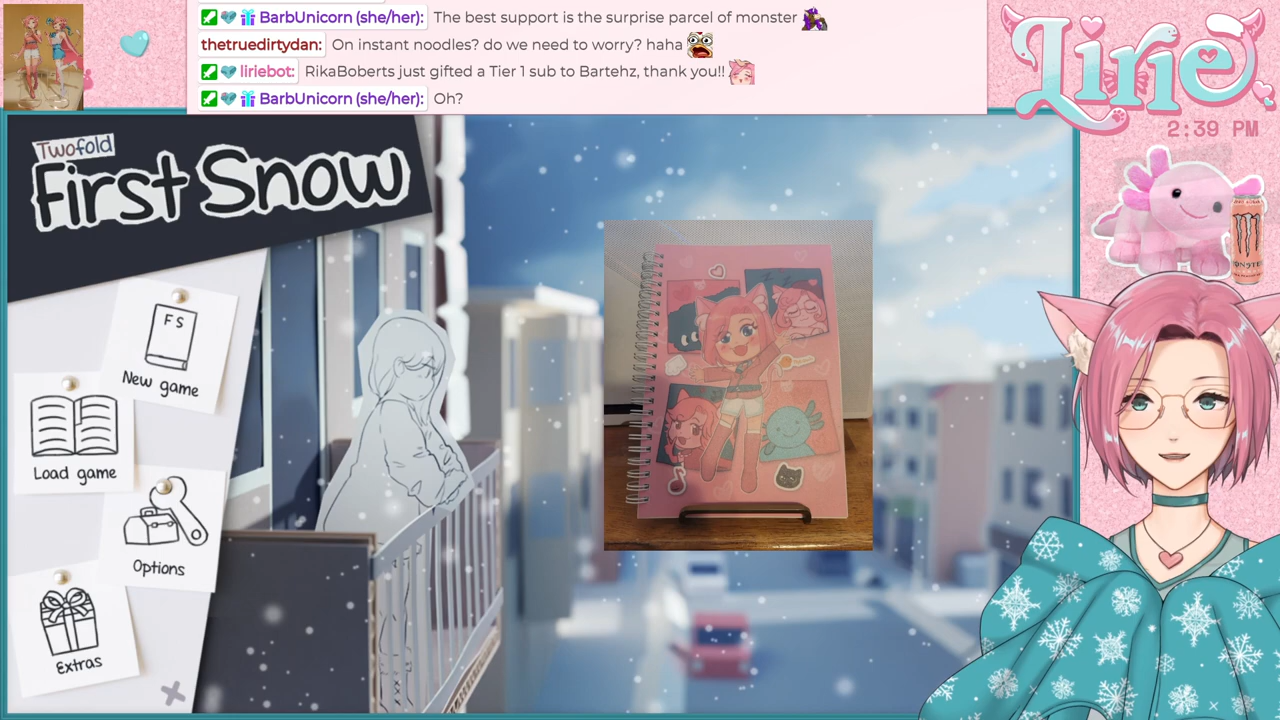 BarbUnicorn (she/her): The best support is the surprise parcel of monster
thetruedirtydan: On instant noodles? do we need to worry? haha
liriebot: RikaBoberts just gifted a Tier 1 sub to Bartehz, thank you!!
BarbUnicorn (she/her): Oh?
Lirie
2:39 PM
Twofold
First Snow
FS
New game
Load game
Options
Extras
MONSTER